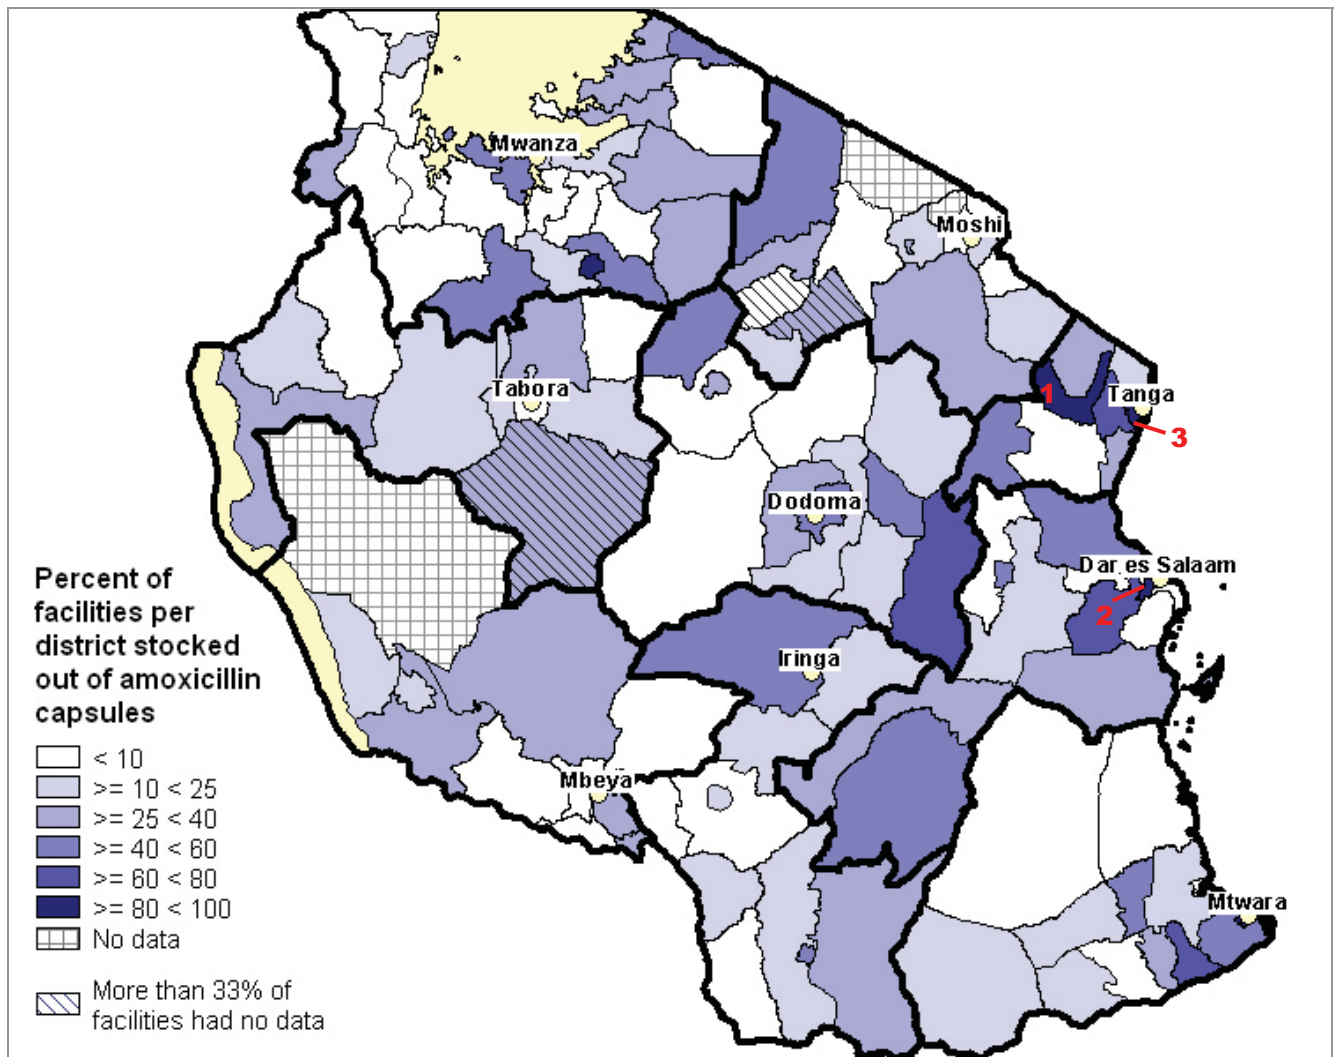 Mwanza
Moshi
Tabora
1
Tanga
3
Dodoma
Dar es Salaam
2
Iringa
Mbeya
Mtwara
Percent of
facilities per
district stocked
out of amoxicillin
capsules
< 10
>= 10 < 25
>= 25 < 40
>= 40 < 60
>= 60 < 80
>= 80 < 100
No data
More than 33% of
facilities had no data